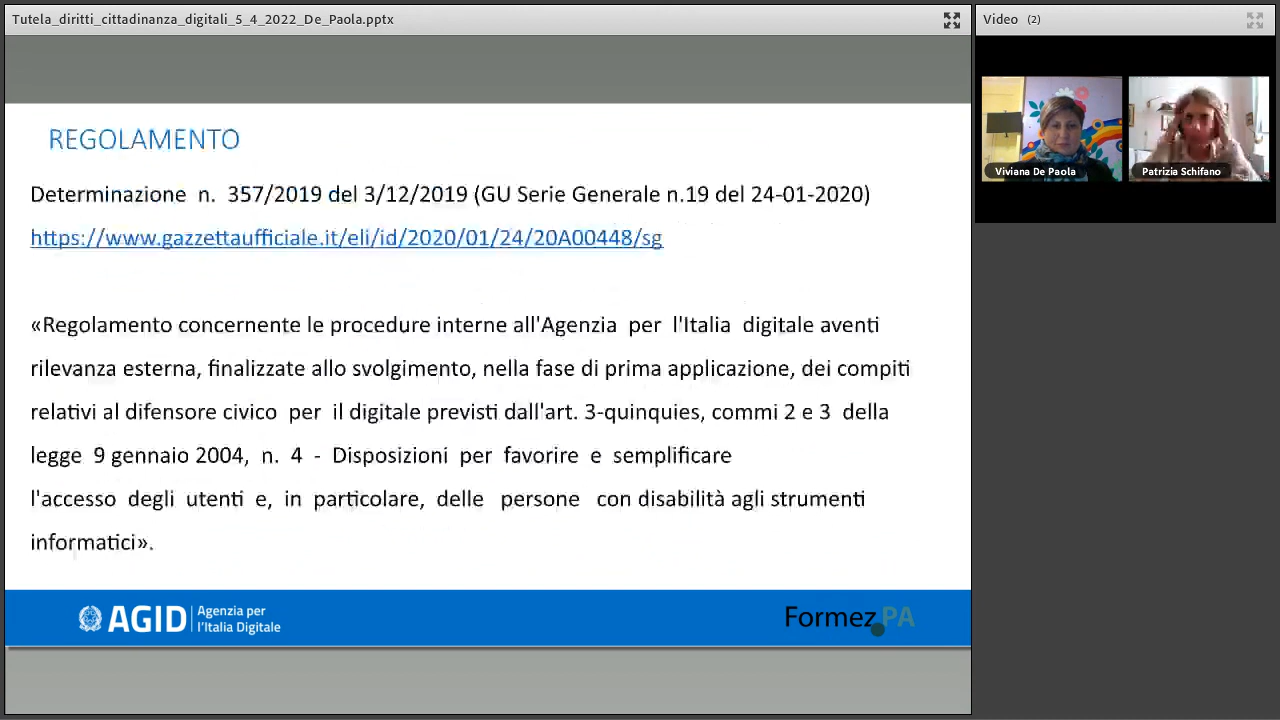 Tutela_diritti_cittadinanza_digitali_5_4_2022_De_Paola.pptx
Video (2)
Viviana De Paola
Patrizia Schifano
REGOLAMENTO
Determinazione n. 357/2019 del 3/12/2019 (GU Serie Generale n.19 del 24-01-2020)
https://www.gazzettaufficiale.it/eli/id/2020/01/24/20A00448/sg
«Regolamento concernente le procedure interne all'Agenzia per l'Italia digitale aventi
rilevanza esterna, finalizzate allo svolgimento, nella fase di prima applicazione, dei compiti
relativi al difensore civico per il digitale previsti dall'art. 3-quinquies, commi 2 e 3 della
legge 9 gennaio 2004, n. 4 - Disposizioni per favorire e semplificare
l'accesso degli utenti e, in particolare, delle persone con disabilità agli strumenti
informatici».
AGID
Agenzia per
l'Italia Digitale
Formez PA